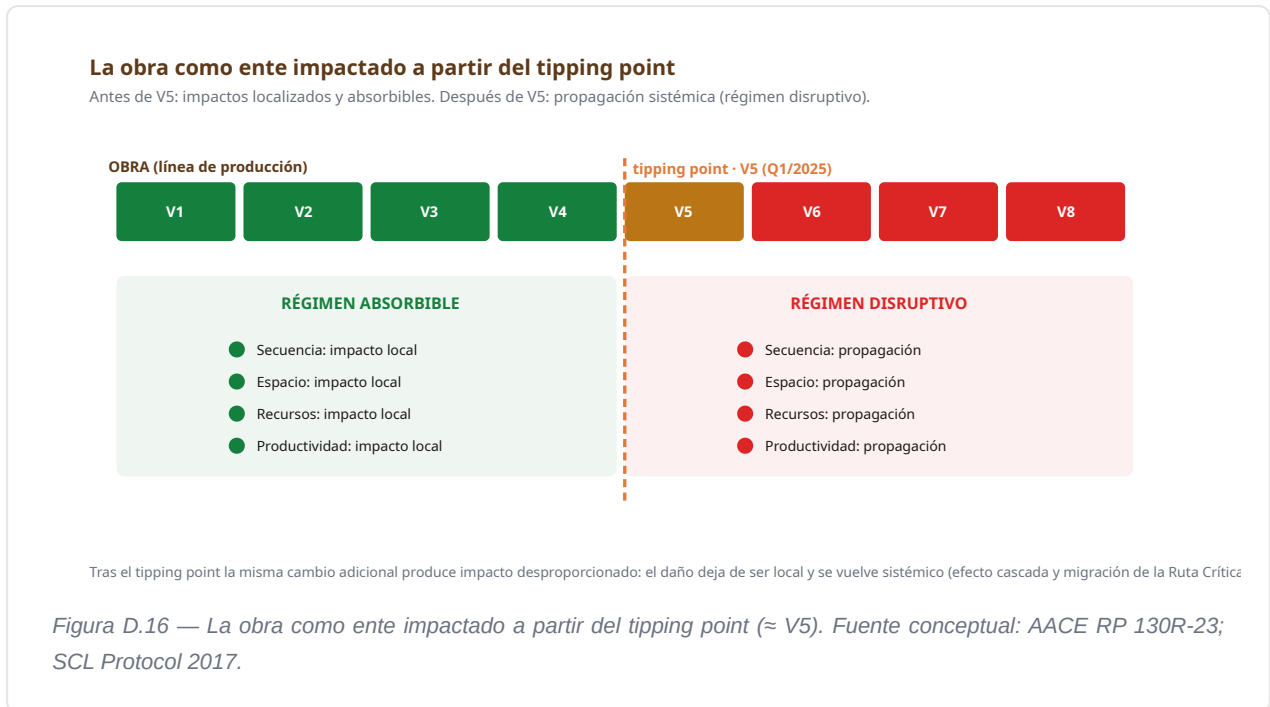 La obra como ente impactado a partir del tipping point
Antes de V5: impactos localizados y absorbibles. Después de V5: propagación sistémica (régimen disruptivo).
OBRA (línea de producción)
tipping point · V5 (Q1/2025)
V1 V2 V3 V4 V5 V6 V7 V8
RÉGIMEN ABSORBIBLE
Secuencia: impacto local
Espacio: impacto local
Recursos: impacto local
Productividad: impacto local
RÉGIMEN DISRUPTIVO
Secuencia: propagación
Espacio: propagación
Recursos: propagación
Productividad: propagación
Tras el tipping point la misma cambio adicional produce impacto desproporcionado: el daño deja de ser local y se vuelve sistémico (efecto cascada y migración de la Ruta Crítica
Figura D.16 — La obra como ente impactado a partir del tipping point (≈ V5). Fuente conceptual: AACE RP 130R-23;
SCL Protocol 2017.